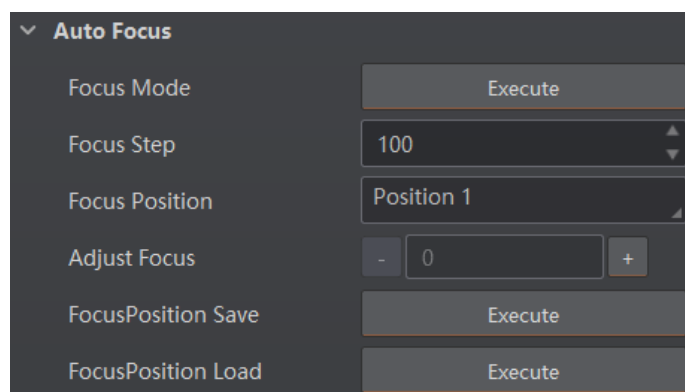 Auto Focus
Focus Mode Execute
Focus Step 100
Focus Position Position 1
Adjust Focus - 0 +
FocusPosition Save Execute
FocusPosition Load Execute